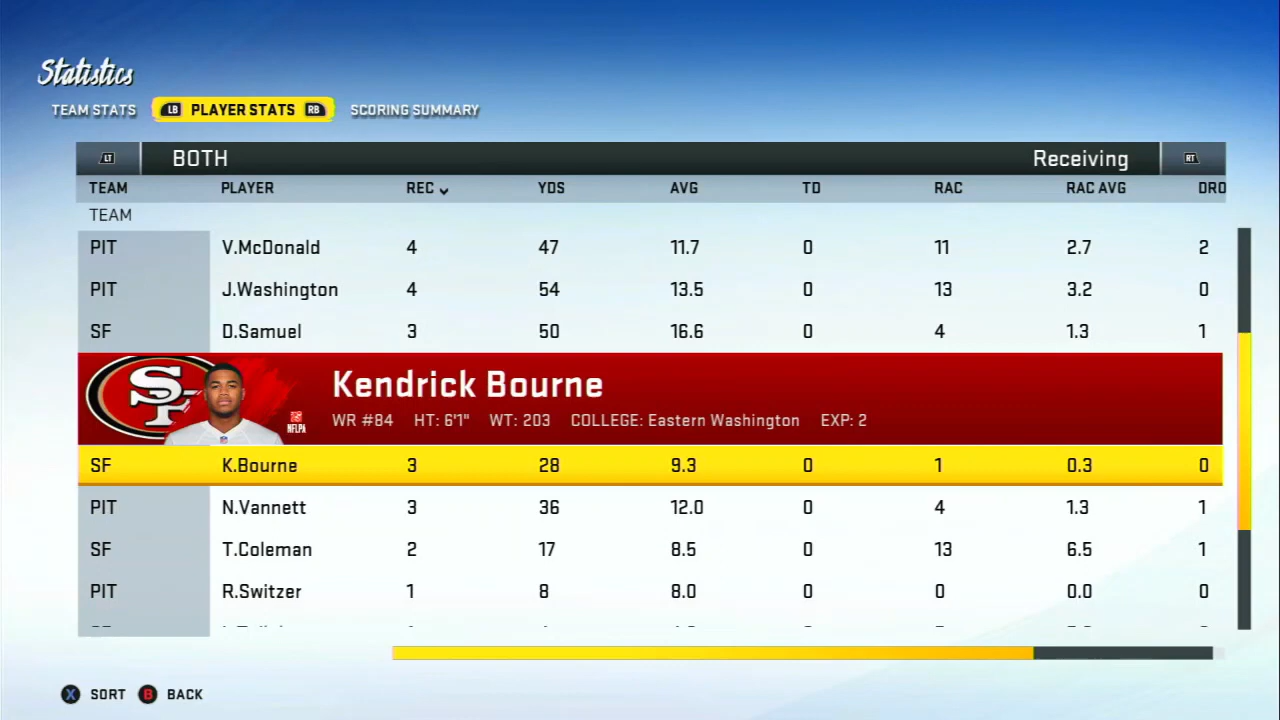 Statistics
TEAM STATS LB PLAYER STATS RB SCORING SUMMARY
LT BOTH Receiving RT
TEAM PLAYER REC YDS AVG TD RAC RAC AVG DRO
TEAM
PIT V.McDonald 4 47 11.7 0 11 2.7 2
PIT J.Washington 4 54 13.5 0 13 3.2 0
SF D.Samuel 3 50 16.6 0 4 1.3 1
SF NFLPA Kendrick Bourne
WR #84 HT: 6'1" WT: 203 COLLEGE: Eastern Washington EXP: 2
SF K.Bourne 3 28 9.3 0 1 0.3 0
PIT N.Vannett 3 36 12.0 0 4 1.3 1
SF T.Coleman 2 17 8.5 0 13 6.5 1
PIT R.Switzer 1 8 8.0 0 0 0.0 0
X SORT B BACK